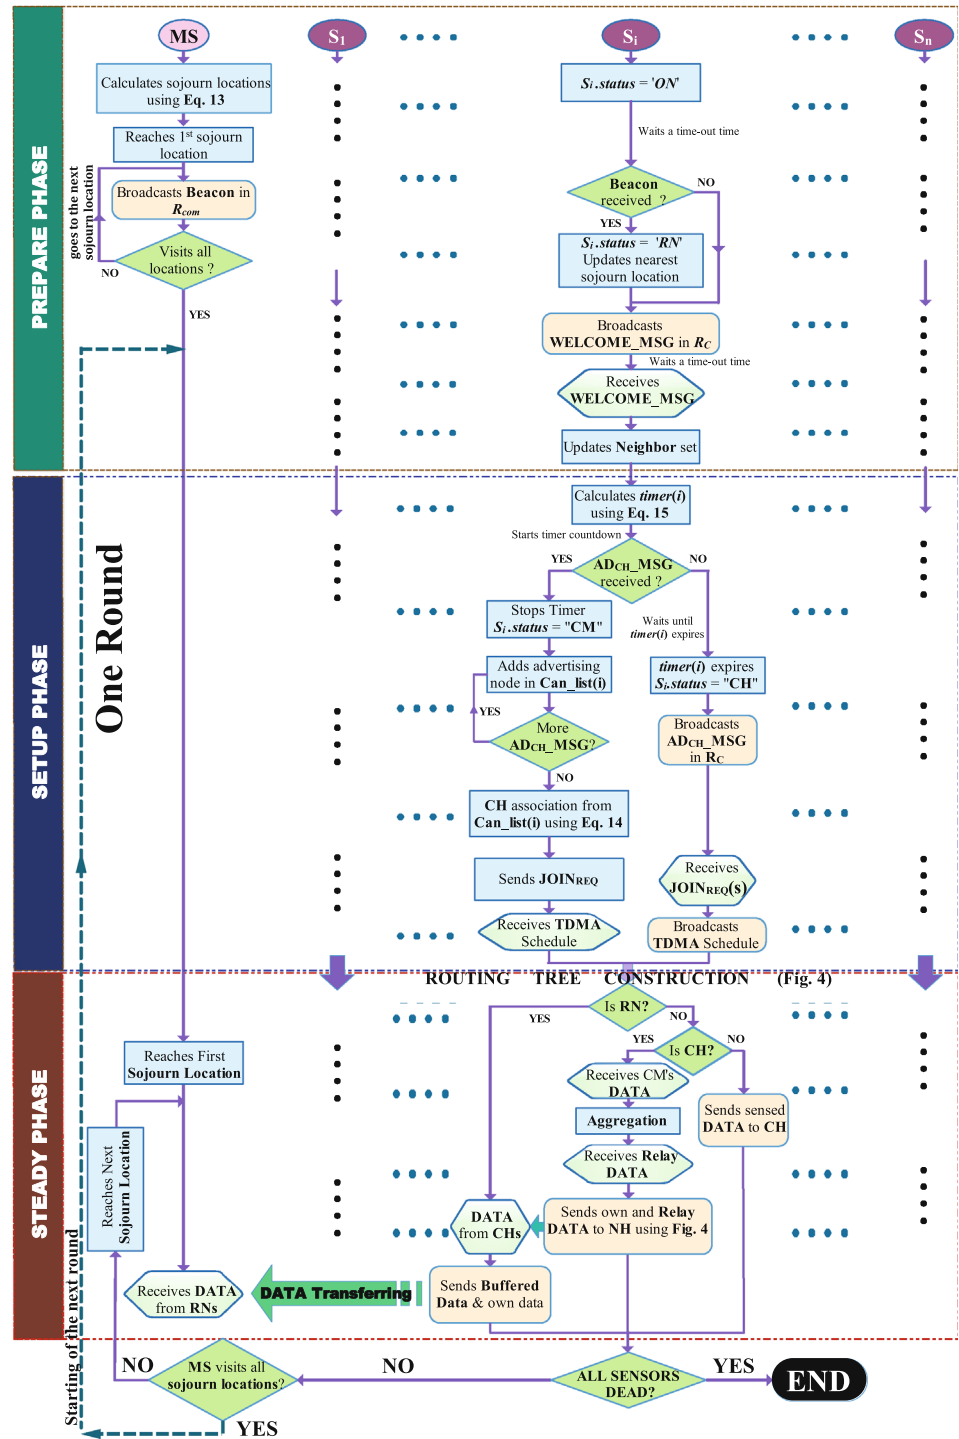 MS
S1
Si
Sn
PREPARE PHASE
Calculates sojourn locations
using Eq. 13
Reaches 1st sojourn
location
goes to the next
sojourn location
Broadcasts Beacon in
Rcom
Visits all
locations ?
NO
YES
Si.status = 'ON'
Waits a time-out time
Beacon
received ?
NO
YES
Si.status = 'RN'
Updates nearest
sojourn location
Broadcasts
WELCOME_MSG in RC
Waits a time-out time
Receives
WELCOME_MSG
Updates Neighbor set
SETUP PHASE
One Round
Calculates timer(i)
using Eq. 15
Starts timer countdown
YES
ADCH_MSG
received ?
NO
Stops Timer
Si.status = "CM"
Waits until
timer(i) expires
Adds advertising
node in Can_list(i)
timer(i) expires
Si.status = "CH"
YES
More
ADCH_MSG?
NO
Broadcasts
ADCH_MSG
in RC
CH association from
Can_list(i) using Eq. 14
Sends JOINREQ
Receives
JOINREQ(s)
Receives TDMA
Schedule
Broadcasts
TDMA Schedule
ROUTING TREE CONSTRUCTION (Fig. 4)
STEADY PHASE
Is RN?
YES
NO
Is CH?
YES
NO
Reaches First
Sojourn Location
Receives CM's
DATA
Aggregation
Sends sensed
DATA to CH
Reaches Next
Sojourn Location
Receives Relay
DATA
DATA
from CHs
Sends own and Relay
DATA to NH using Fig. 4
Receives DATA
from RNs
DATA Transferring
Sends Buffered
Data & own data
Starting of the next round
NO
MS visits all
sojourn locations?
YES
NO
ALL SENSORS
DEAD?
YES
END